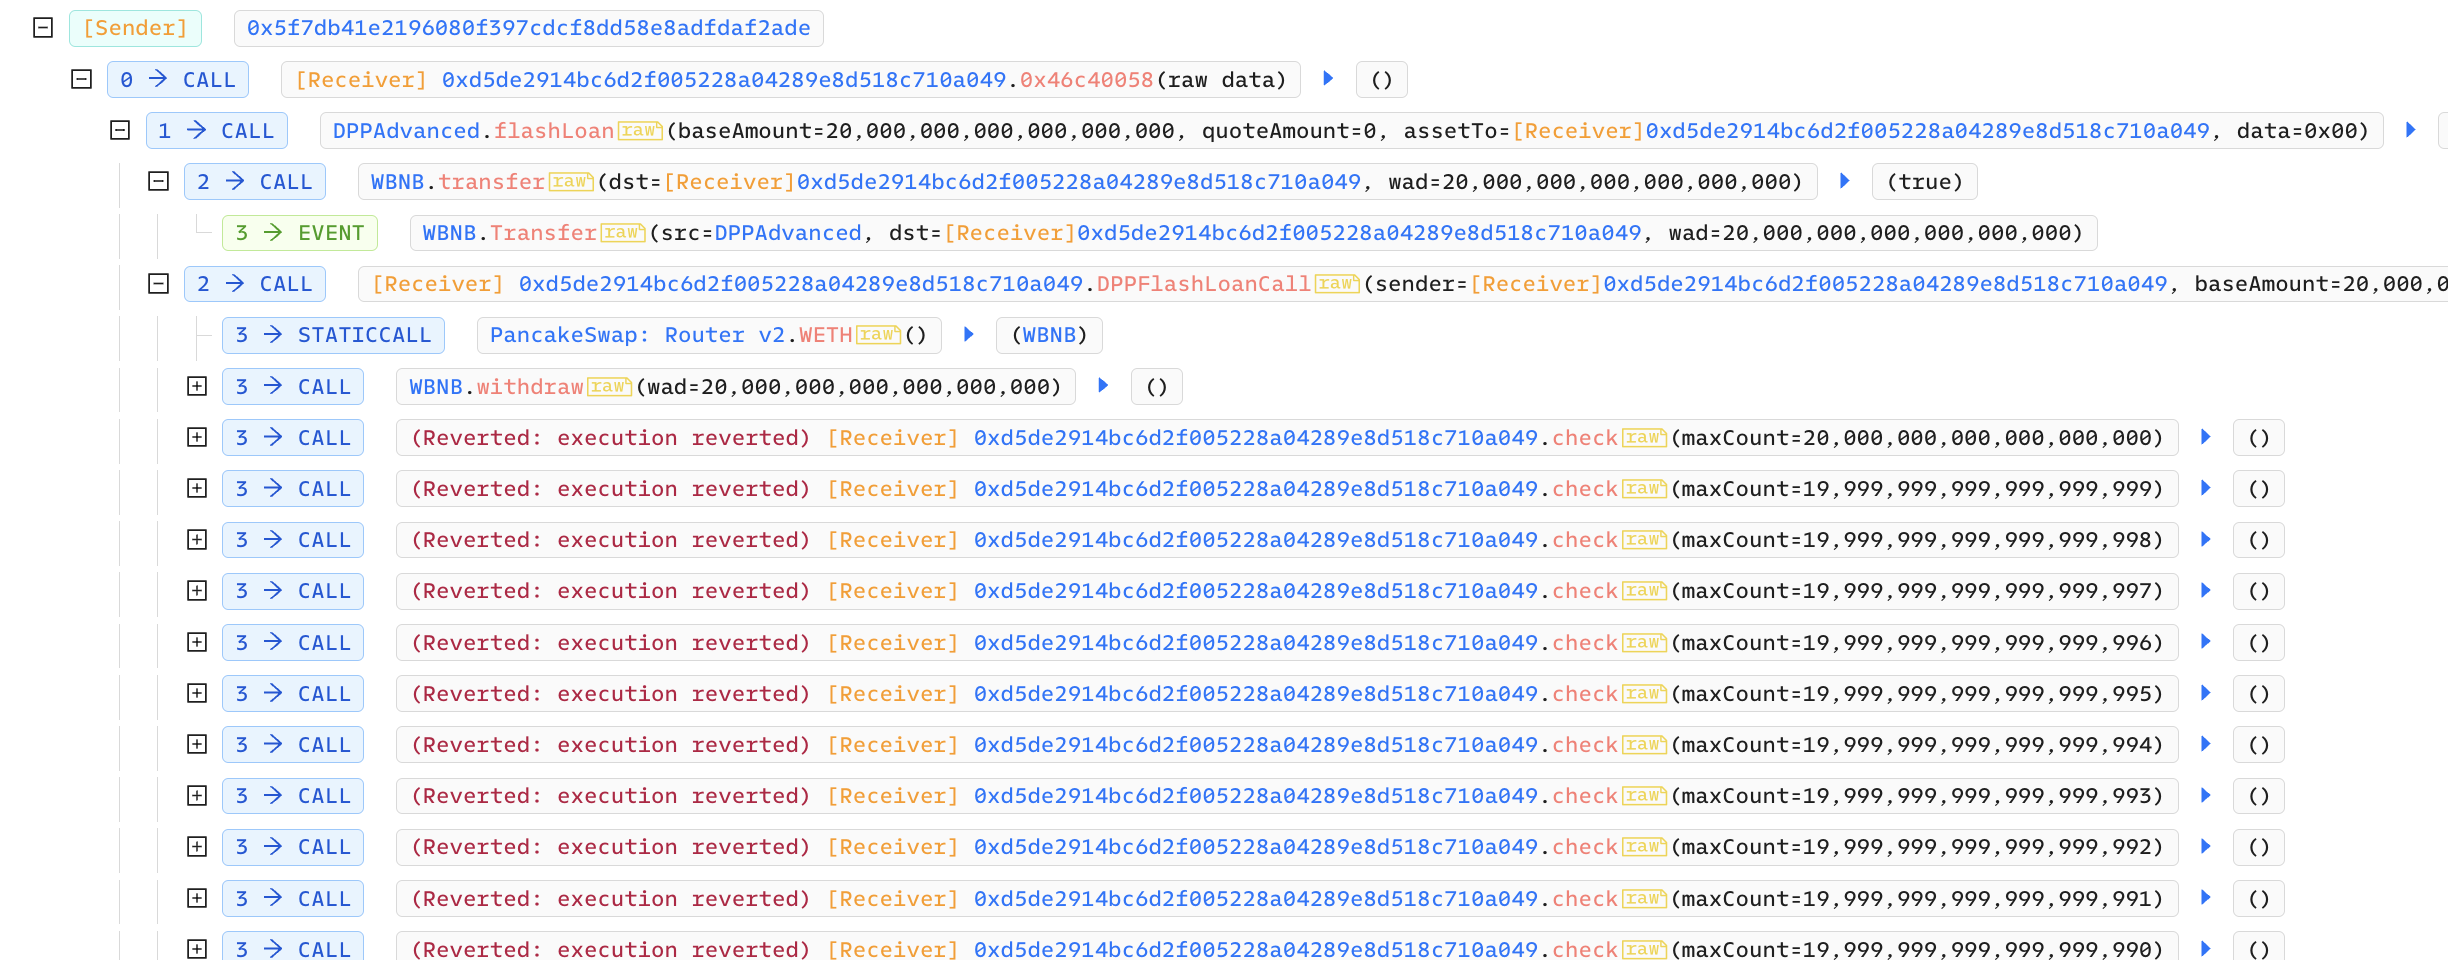 [Sender] 0x5f7db41e2196080f397cdcf8dd58e8adfdaf2ade
0 → CALL [Receiver] 0xd5de2914bc6d2f005228a04289e8d518c710a049.0x46c40058(raw data) ()
1 → CALL DPPAdvanced.flashLoan raw (baseAmount=20,000,000,000,000,000,000, quoteAmount=0, assetTo=[Receiver]0xd5de2914bc6d2f005228a04289e8d518c710a049, data=0x00)
2 → CALL WBNB.transfer raw (dst=[Receiver]0xd5de2914bc6d2f005228a04289e8d518c710a049, wad=20,000,000,000,000,000,000) (true)
3 → EVENT WBNB.Transfer raw (src=DPPAdvanced, dst=[Receiver]0xd5de2914bc6d2f005228a04289e8d518c710a049, wad=20,000,000,000,000,000,000)
2 → CALL [Receiver] 0xd5de2914bc6d2f005228a04289e8d518c710a049.DPPFlashLoanCall raw (sender=[Receiver]0xd5de2914bc6d2f005228a04289e8d518c710a049, baseAmount=20,000,0
3 → STATICCALL PancakeSwap: Router v2.WETH raw () (WBNB)
3 → CALL WBNB.withdraw raw (wad=20,000,000,000,000,000,000) ()
3 → CALL (Reverted: execution reverted) [Receiver] 0xd5de2914bc6d2f005228a04289e8d518c710a049.check raw (maxCount=20,000,000,000,000,000,000) ()
3 → CALL (Reverted: execution reverted) [Receiver] 0xd5de2914bc6d2f005228a04289e8d518c710a049.check raw (maxCount=19,999,999,999,999,999,999) ()
3 → CALL (Reverted: execution reverted) [Receiver] 0xd5de2914bc6d2f005228a04289e8d518c710a049.check raw (maxCount=19,999,999,999,999,999,998) ()
3 → CALL (Reverted: execution reverted) [Receiver] 0xd5de2914bc6d2f005228a04289e8d518c710a049.check raw (maxCount=19,999,999,999,999,999,997) ()
3 → CALL (Reverted: execution reverted) [Receiver] 0xd5de2914bc6d2f005228a04289e8d518c710a049.check raw (maxCount=19,999,999,999,999,999,996) ()
3 → CALL (Reverted: execution reverted) [Receiver] 0xd5de2914bc6d2f005228a04289e8d518c710a049.check raw (maxCount=19,999,999,999,999,999,995) ()
3 → CALL (Reverted: execution reverted) [Receiver] 0xd5de2914bc6d2f005228a04289e8d518c710a049.check raw (maxCount=19,999,999,999,999,999,994) ()
3 → CALL (Reverted: execution reverted) [Receiver] 0xd5de2914bc6d2f005228a04289e8d518c710a049.check raw (maxCount=19,999,999,999,999,999,993) ()
3 → CALL (Reverted: execution reverted) [Receiver] 0xd5de2914bc6d2f005228a04289e8d518c710a049.check raw (maxCount=19,999,999,999,999,999,992) ()
3 → CALL (Reverted: execution reverted) [Receiver] 0xd5de2914bc6d2f005228a04289e8d518c710a049.check raw (maxCount=19,999,999,999,999,999,991) ()
3 → CALL (Reverted: execution reverted) [Receiver] 0xd5de2914bc6d2f005228a04289e8d518c710a049.check raw (maxCount=19,999,999,999,999,999,990) ()